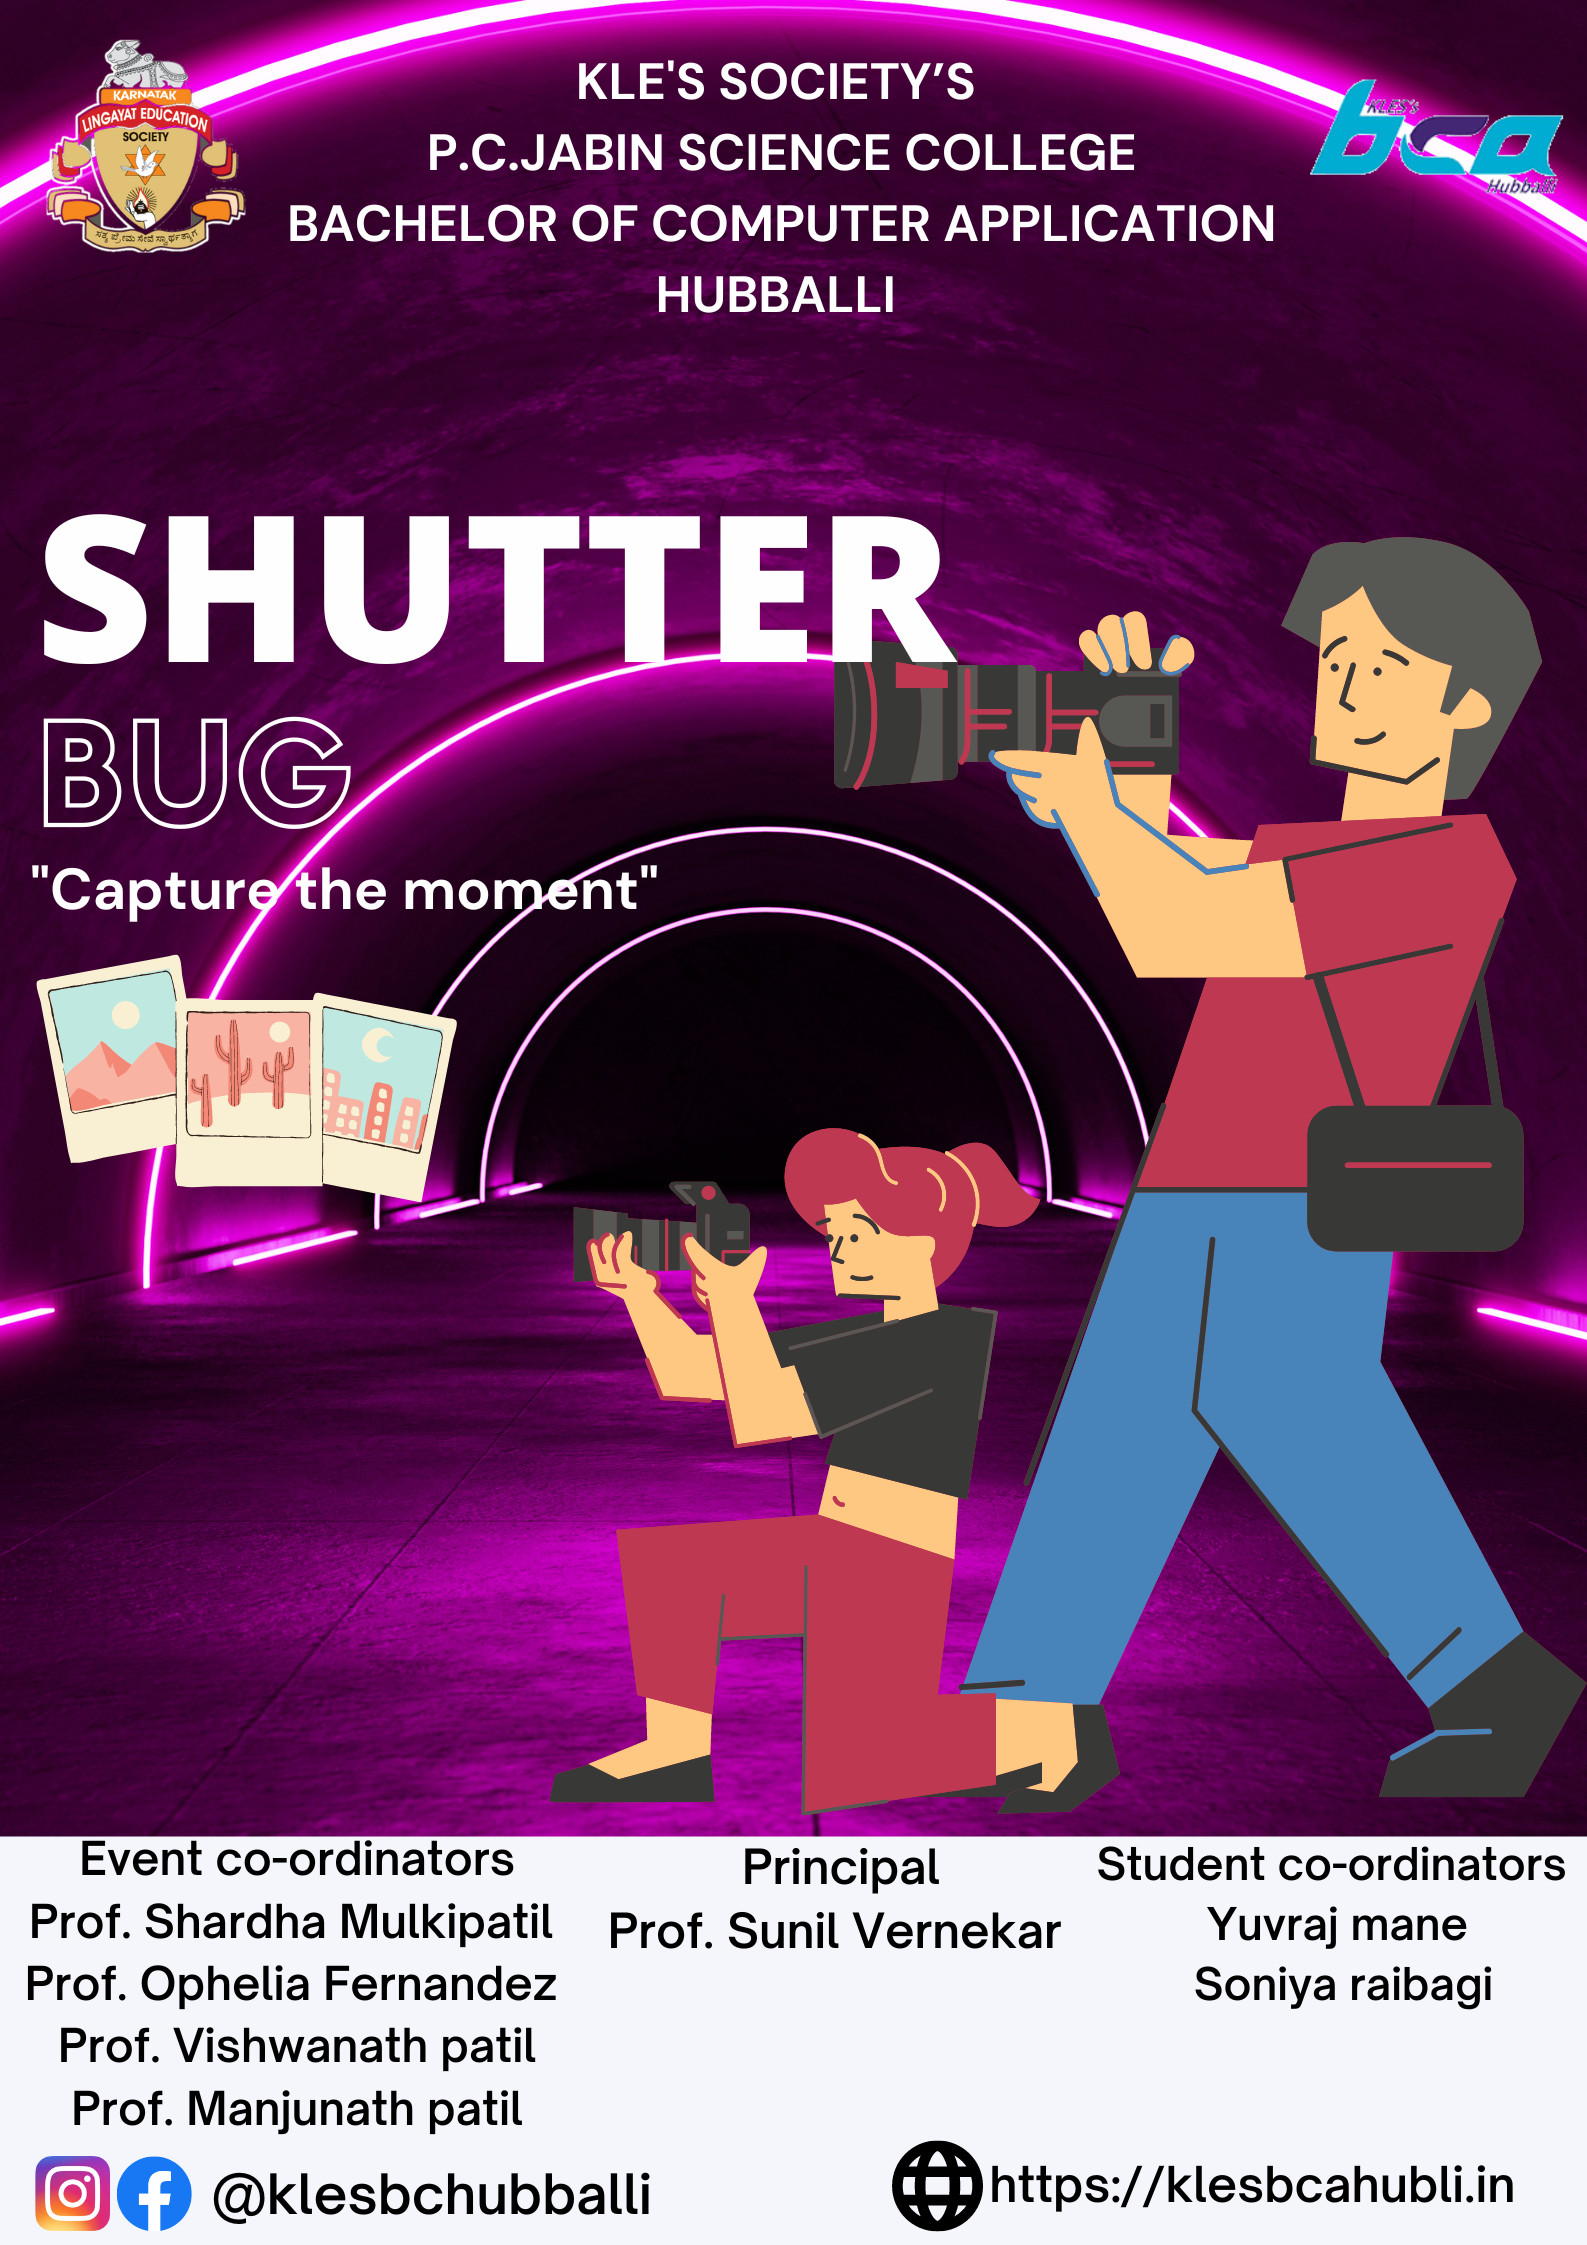 KARNATAK
LINGAYAT EDUCATION
SOCIETY
KLE'S SOCIETY’S
P.C.JABIN SCIENCE COLLEGE
BACHELOR OF COMPUTER APPLICATION
HUBBALLI
KLES's
bca
Hubballi
SHUTTER
BUG
"Capture the moment"
Event co-ordinators
Prof. Shardha Mulkipatil
Prof. Ophelia Fernandez
Prof. Vishwanath patil
Prof. Manjunath patil
Principal
Prof. Sunil Vernekar
Student co-ordinators
Yuvraj mane
Soniya raibagi
@klesbchubballi
https://klesbcahubli.in